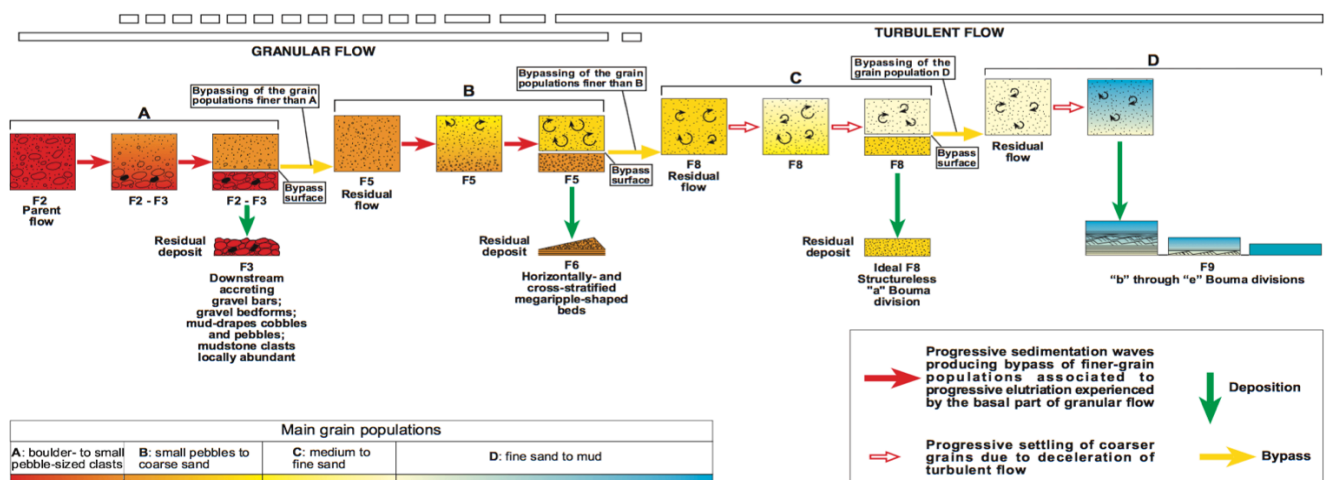 GRANULAR FLOW
TURBULENT FLOW
A
Bypassing of the grain
populations finer than A
B
Bypassing of the grain
populations finer than B
C
Bypassing of the
grain population D
D
F2
Parent
flow
F2 - F3
F2 - F3
Bypass
surface
F5
Residual
flow
F5
F5
Bypass
surface
F8
Residual
flow
F8
F8
Bypass
surface
Residual
flow
Residual
deposit
F3
Downstream
accreting
gravel bars;
gravel bedforms;
mud-drapes cobbles
and pebbles;
mudstone clasts
locally abundant
Residual
deposit
F6
Horizontally- and
cross-stratified
megaripple-shaped
beds
Residual
deposit
Ideal F8
Structureless
"a" Bouma
division
F9
"b" through "e" Bouma divisions
Progressive sedimentation waves
producing bypass of finer-grain
populations associated to
progressive elutriation experienced
by the basal part of granular flow
Deposition
Progressive settling of coarser
grains due to deceleration of
turbulent flow
Bypass
Main grain populations
A: boulder- to small
pebble-sized clasts
B: small pebbles to
coarse sand
C: medium to
fine sand
D: fine sand to mud